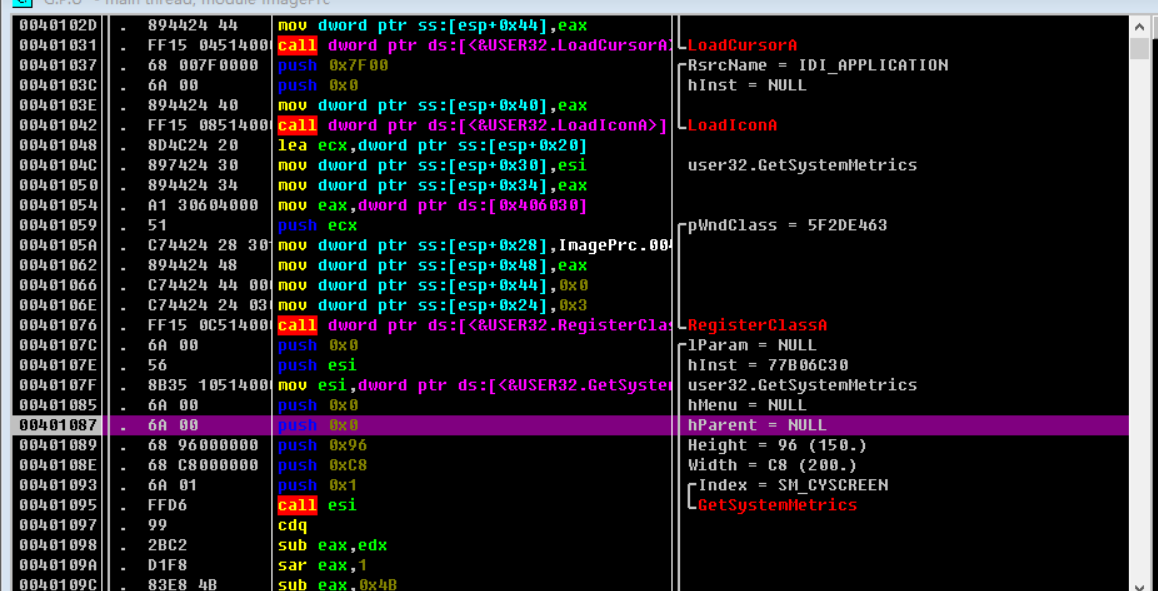 G.P.U - main thread, module ImagePrc
0040102D . 894424 44 mov dword ptr ss:[esp+0x44],eax
00401031 . FF15 04514000 call dword ptr ds:[<&USER32.LoadCursorA> LoadCursorA
00401037 . 68 007F0000 push 0x7F00 RsrcName = IDI_APPLICATION
0040103C . 6A 00 push 0x0 hInst = NULL
0040103E . 894424 40 mov dword ptr ss:[esp+0x40],eax
00401042 . FF15 08514000 call dword ptr ds:[<&USER32.LoadIconA>] LoadIconA
00401048 . 8D4C24 20 lea ecx,dword ptr ss:[esp+0x20]
0040104C . 897424 30 mov dword ptr ss:[esp+0x30],esi user32.GetSystemMetrics
00401050 . 894424 34 mov dword ptr ss:[esp+0x34],eax
00401054 . A1 30604000 mov eax,dword ptr ds:[0x406030]
00401059 . 51 push ecx pWndClass = 5F2DE463
0040105A . C74424 28 30 mov dword ptr ss:[esp+0x28],ImagePrc.004
00401062 . 894424 48 mov dword ptr ss:[esp+0x48],eax
00401066 . C74424 44 00 mov dword ptr ss:[esp+0x44],0x0
0040106E . C74424 24 03 mov dword ptr ss:[esp+0x24],0x3
00401076 . FF15 0C514000 call dword ptr ds:[<&USER32.RegisterClas RegisterClassA
0040107C . 6A 00 push 0x0 lParam = NULL
0040107E . 56 push esi hInst = 77B06C30
0040107F . 8B35 10514000 mov esi,dword ptr ds:[<&USER32.GetSyste user32.GetSystemMetrics
00401085 . 6A 00 push 0x0 hMenu = NULL
00401087 . 6A 00 push 0x0 hParent = NULL
00401089 . 68 96000000 push 0x96 Height = 96 (150.)
0040108E . 68 C8000000 push 0xC8 Width = C8 (200.)
00401093 . 6A 01 push 0x1 Index = SM_CYSCREEN
00401095 . FFD6 call esi GetSystemMetrics
00401097 . 99 cdq
00401098 . 2BC2 sub eax,edx
0040109A . D1F8 sar eax,1
0040109C . 83E8 4B sub eax,0x4B